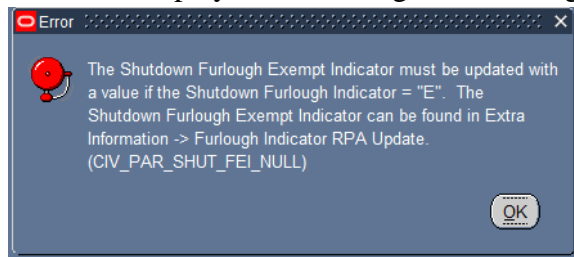 Error
The Shutdown Furlough Exempt Indicator must be updated with
a value if the Shutdown Furlough Indicator = "E".  The
Shutdown Furlough Exempt Indicator can be found in Extra
Information -> Furlough Indicator RPA Update.
(CIV_PAR_SHUT_FEI_NULL)
OK